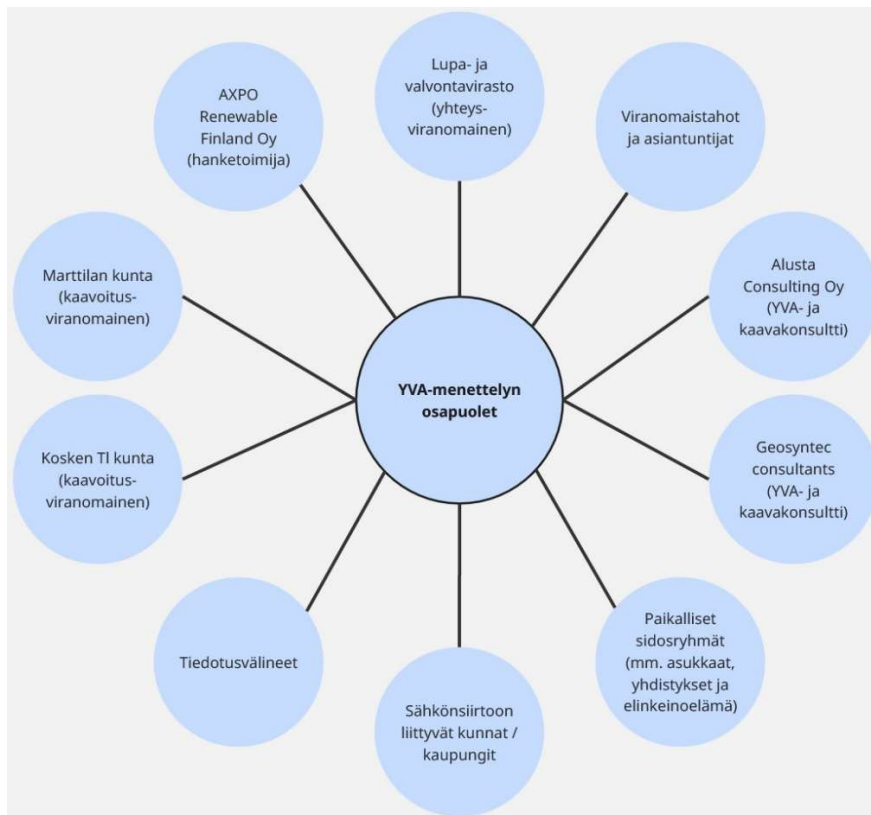 Lupa- ja
valvontavirasto
(yhteys-
viranomainen)
AXPO
Renewable
Finland Oy
(hanketoimija)
Viranomaistahot
ja asiantuntijat
Marttilan kunta
(kaavoitus-
viranomainen)
Alusta
Consulting Oy
(YVA- ja
kaavakonsultti)
YVA-menettelyn
osapuolet
Kosken Tl kunta
(kaavoitus-
viranomainen)
Geosyntec
consultants
(YVA- ja
kaavakonsultti)
Tiedotusvälineet
Paikalliset
sidosryhmät
(mm. asukkaat,
yhdistykset ja
elinkeinoelämä)
Sähkönsiirtoon
liittyvät kunnat /
kaupungit